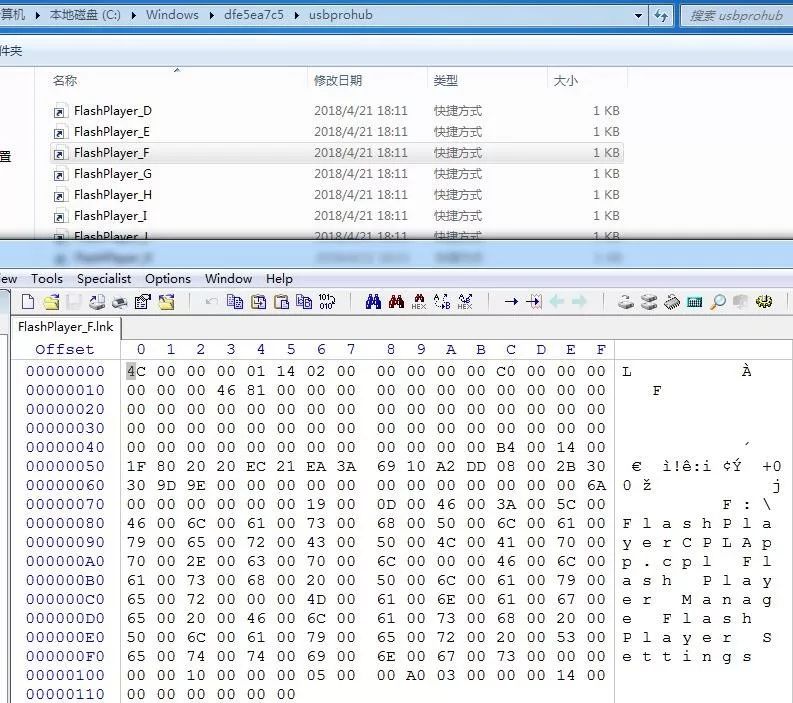 计算机 ▸ 本地磁盘 (C:) ▸ Windows ▸ dfe5ea7c5 ▸ usbprohub 搜索 usbprohub
件夹
名称 修改日期 类型 大小
FlashPlayer_D 2018/4/21 18:11 快捷方式 1 KB
FlashPlayer_E 2018/4/21 18:11 快捷方式 1 KB
置 FlashPlayer_F 2018/4/21 18:11 快捷方式 1 KB
FlashPlayer_G 2018/4/21 18:11 快捷方式 1 KB
FlashPlayer_H 2018/4/21 18:11 快捷方式 1 KB
FlashPlayer_I 2018/4/21 18:11 快捷方式 1 KB
FlashPlayer_J 2018/4/21 18:11 快捷方式 1 KB
ew Tools Specialist Options Window Help
FlashPlayer_F.lnk
Offset 0 1 2 3 4 5 6 7 8 9 A B C D E F
00000000 4C 00 00 00 01 14 02 00 00 00 00 00 C0 00 00 00 L À
00000010 00 00 00 46 81 00 00 00 00 00 00 00 00 00 00 00 F
00000020 00 00 00 00 00 00 00 00 00 00 00 00 00 00 00 00
00000030 00 00 00 00 00 00 00 00 00 00 00 00 00 00 00 00
00000040 00 00 00 00 00 00 00 00 00 00 00 00 B4 00 14 00 ´
00000050 1F 80 20 20 EC 21 EA 3A 69 10 A2 DD 08 00 2B 30 € ì!ê:i ¢Ý +0
00000060 30 9D 9E 00 00 00 00 00 00 00 00 00 00 00 00 6A 0 ž j
00000070 00 00 00 00 00 00 19 00 0D 00 46 00 3A 00 5C 00 F : \
00000080 46 00 6C 00 61 00 73 00 68 00 50 00 6C 00 61 00 F l a s h P l a
00000090 79 00 65 00 72 00 43 00 50 00 4C 00 41 00 70 00 y e r C P L A p
000000A0 70 00 2E 00 63 00 70 00 6C 00 00 00 46 00 6C 00 p . c p l F l
000000B0 61 00 73 00 68 00 20 00 50 00 6C 00 61 00 79 00 a s h P l a y
000000C0 65 00 72 00 00 00 4D 00 61 00 6E 00 61 00 67 00 e r M a n a g
000000D0 65 00 20 00 46 00 6C 00 61 00 73 00 68 00 20 00 e F l a s h
000000E0 50 00 6C 00 61 00 79 00 65 00 72 00 20 00 53 00 P l a y e r S
000000F0 65 00 74 00 74 00 69 00 6E 00 67 00 73 00 00 00 e t t i n g s
00000100 00 00 10 00 00 00 05 00 00 A0 03 00 00 00 14 00
00000110 00 00 00 00 00 00